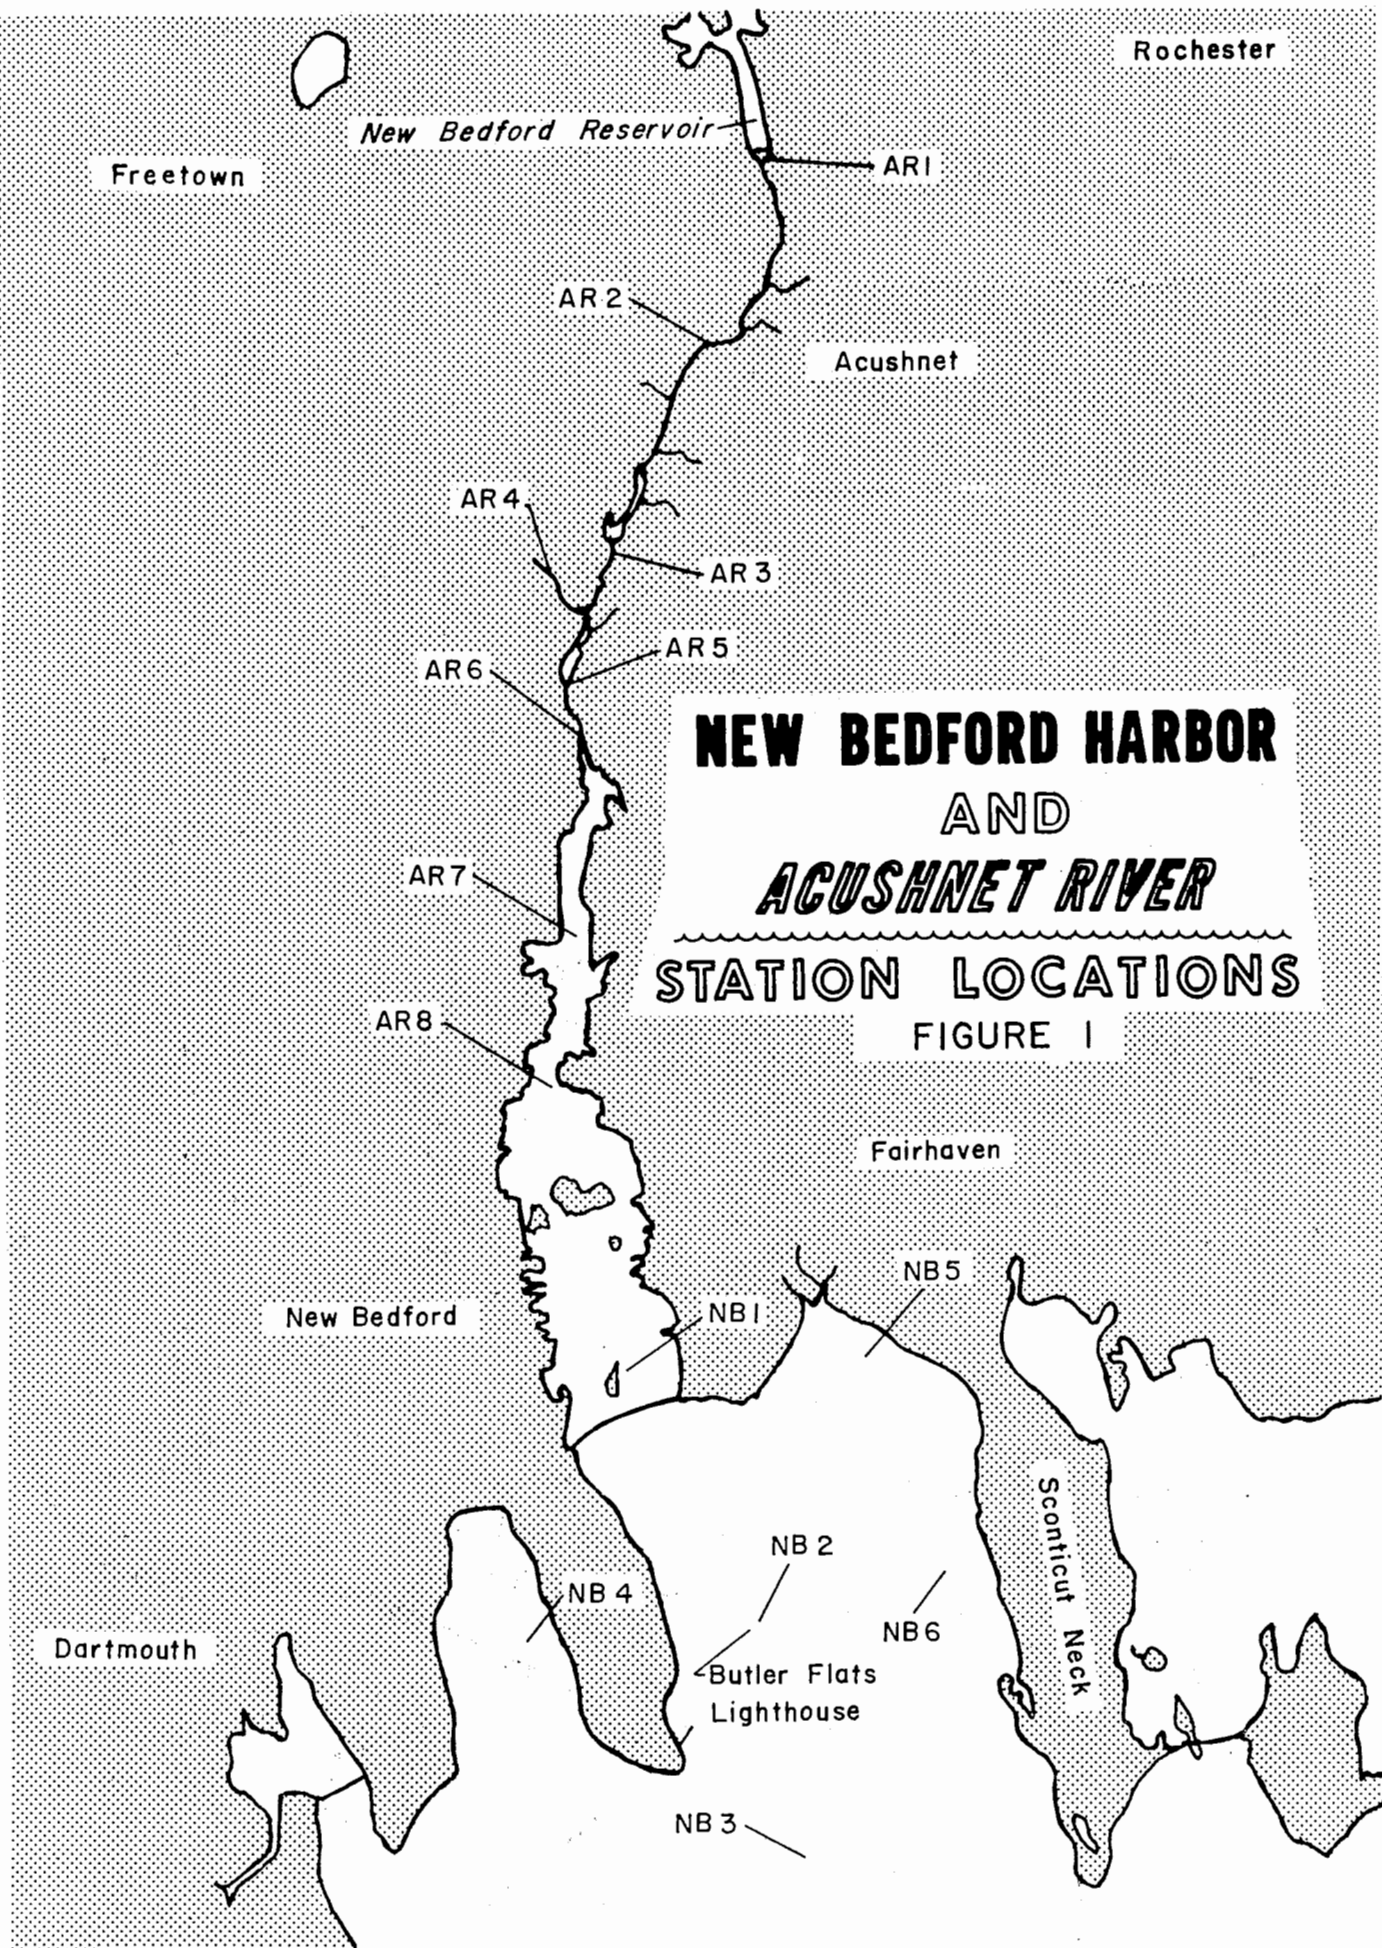 Rochester
New Bedford Reservoir
AR1
Freetown
AR2
Acushnet
AR4
AR3
AR5
AR6
NEW BEDFORD HARBOR
AND
ACUSHNET RIVER
STATION LOCATIONS
FIGURE 1
AR7
AR8
Fairhaven
NB5
New Bedford
NB1
Sconticut Neck
NB2
NB4
NB6
Dartmouth
Butler Flats
Lighthouse
NB3